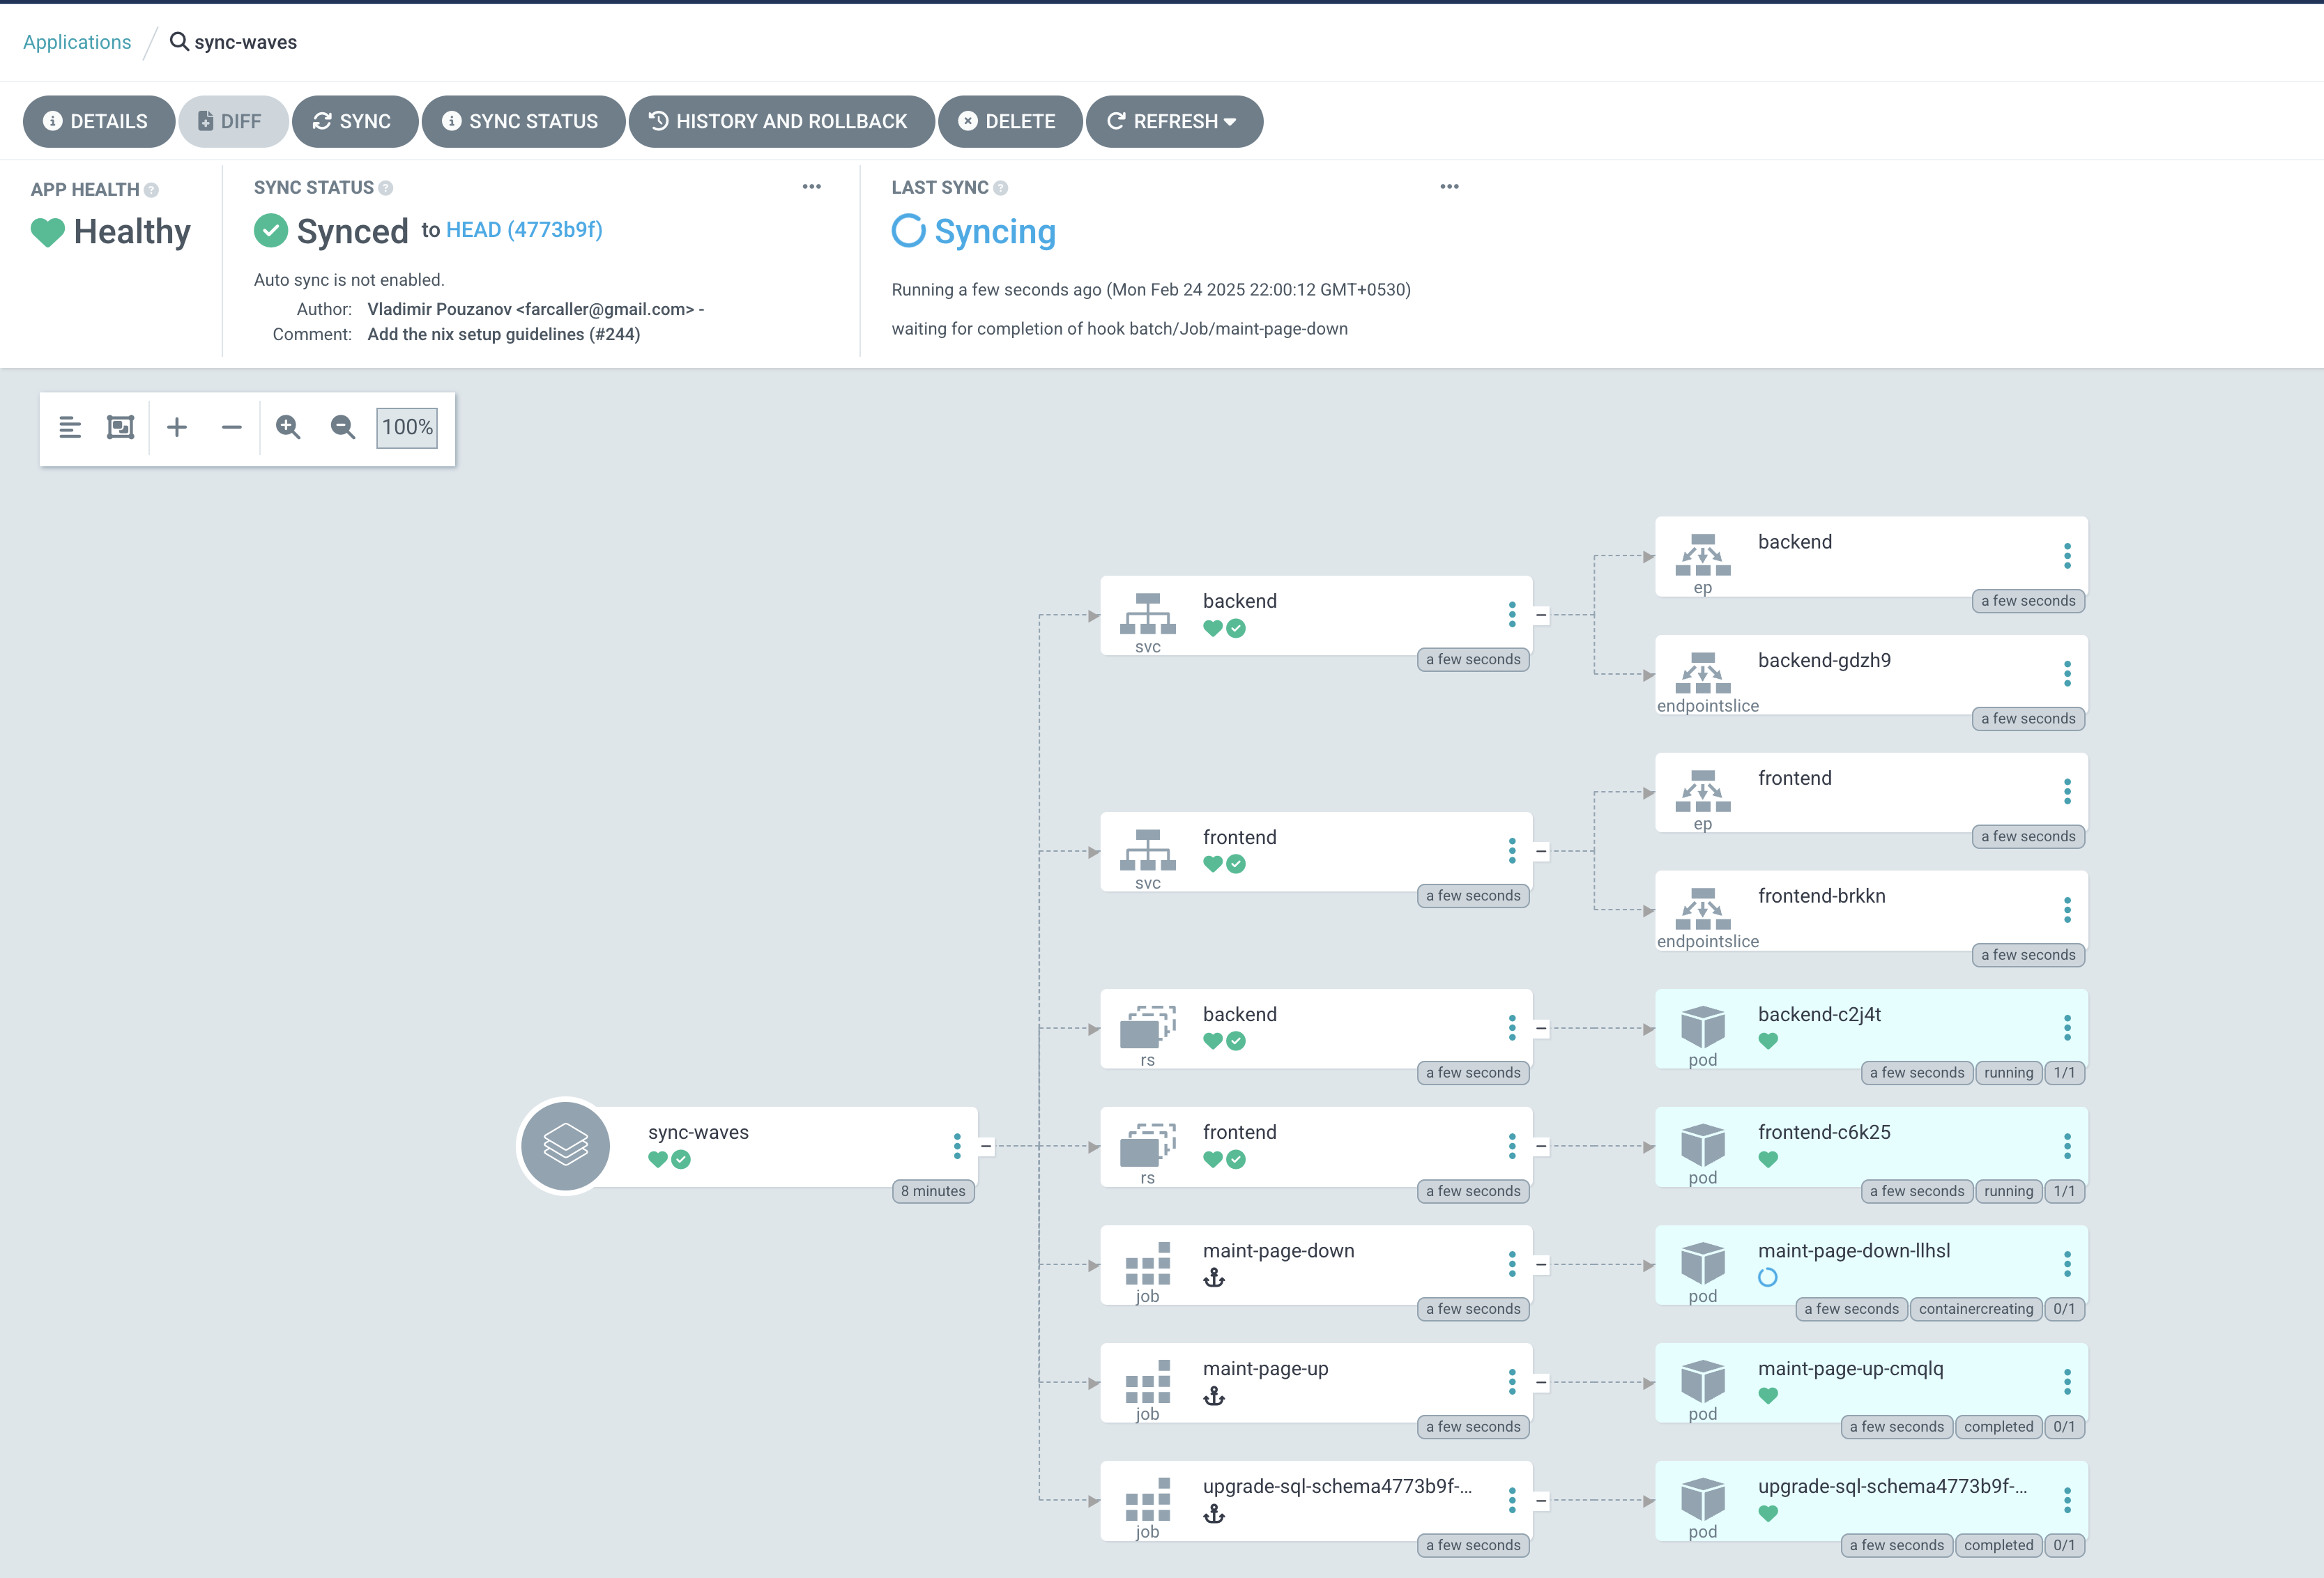 Applications / sync-waves
DETAILS DIFF SYNC SYNC STATUS HISTORY AND ROLLBACK DELETE REFRESH
APP HEALTH
Healthy
SYNC STATUS
Synced to HEAD (4773b9f)
Auto sync is not enabled.
Author: Vladimir Pouzanov <farcaller@gmail.com> -
Comment: Add the nix setup guidelines (#244)
LAST SYNC
Syncing
Running a few seconds ago (Mon Feb 24 2025 22:00:12 GMT+0530)
waiting for completion of hook batch/Job/maint-page-down
100%
sync-waves
8 minutes
backend
svc
a few seconds
backend
ep
a few seconds
backend-gdzh9
endpointslice
a few seconds
frontend
svc
a few seconds
frontend
ep
a few seconds
frontend-brkkn
endpointslice
a few seconds
backend
rs
a few seconds
backend-c2j4t
pod
a few seconds running 1/1
frontend
rs
a few seconds
frontend-c6k25
pod
a few seconds running 1/1
maint-page-down
job
a few seconds
maint-page-down-llhsl
pod
a few seconds containercreating 0/1
maint-page-up
job
a few seconds
maint-page-up-cmqlq
pod
a few seconds completed 0/1
upgrade-sql-schema4773b9f-...
job
a few seconds
upgrade-sql-schema4773b9f-...
pod
a few seconds completed 0/1